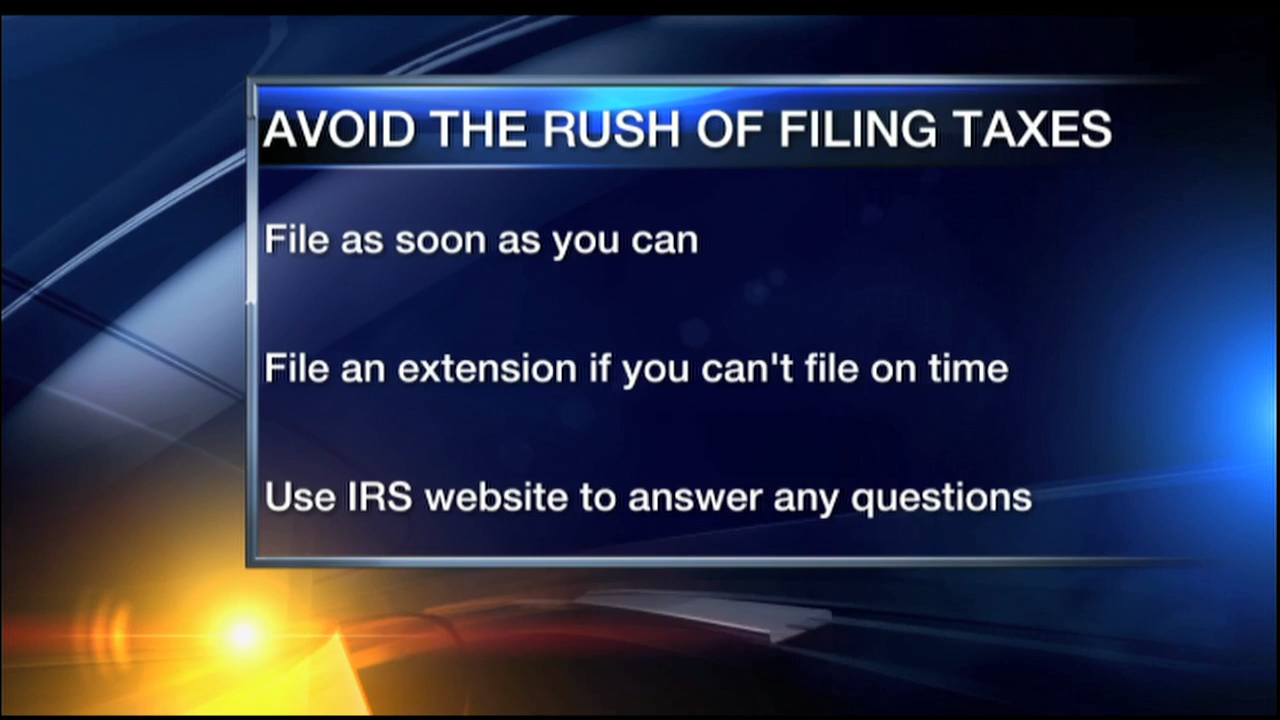 AVOID THE RUSH OF FILING TAXES
File as soon as you can
File an extension if you can't file on time
Use IRS website to answer any questions